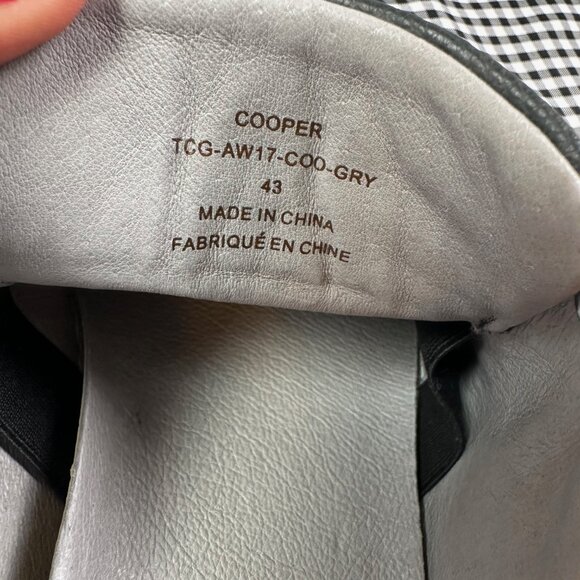 COOPER
TCG-AW17-COO-GRY
43
MADE IN CHINA
FABRIQUÉ EN CHINE